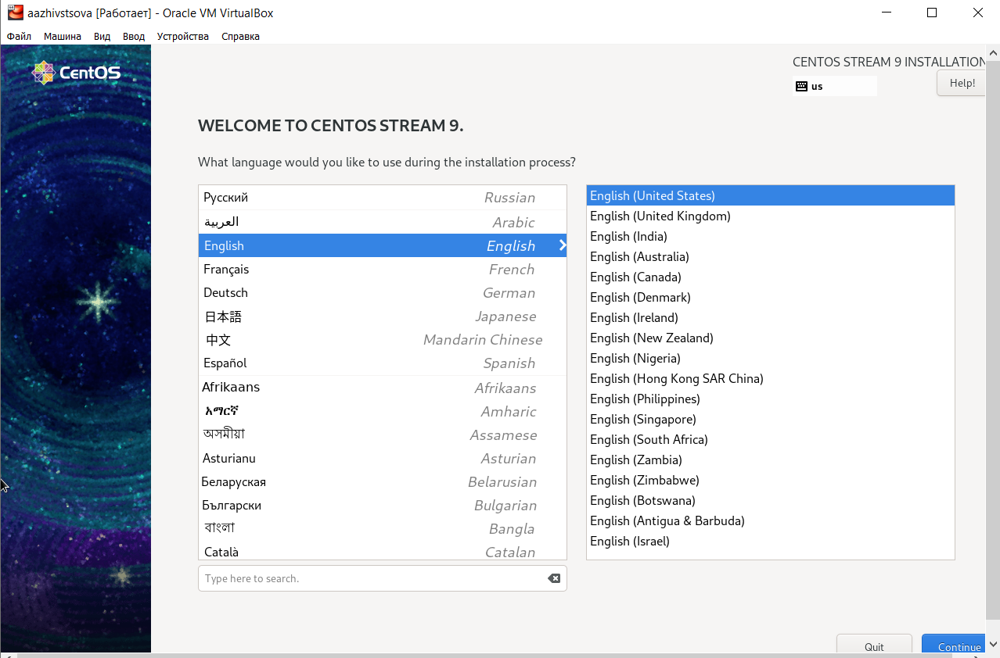 aazhivstsova [Работает] - Oracle VM VirtualBox
Файл Машина Вид Ввод Устройства Справка
CentOS
CENTOS STREAM 9 INSTALLATION
us
Help!
WELCOME TO CENTOS STREAM 9.
What language would you like to use during the installation process?
Русский Russian
العربية Arabic
English English
Français French
Deutsch German
日本語 Japanese
中文 Mandarin Chinese
Español Spanish
Afrikaans Afrikaans
አማርኛ Amharic
অসমীয়া Assamese
Asturianu Asturian
Беларуская Belarusian
Български Bulgarian
বাংলা Bangla
Català Catalan
Type here to search.
English (United States)
English (United Kingdom)
English (India)
English (Australia)
English (Canada)
English (Denmark)
English (Ireland)
English (New Zealand)
English (Nigeria)
English (Hong Kong SAR China)
English (Philippines)
English (Singapore)
English (South Africa)
English (Zambia)
English (Zimbabwe)
English (Botswana)
English (Antigua & Barbuda)
English (Israel)
Quit
Continue